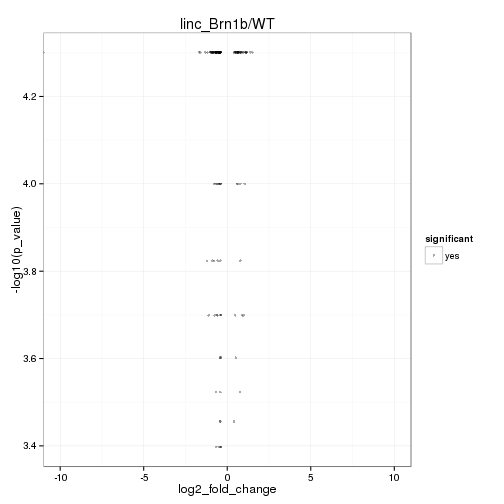 linc_Brn1b/WT
4.2
4.0
3.8
3.6
3.4
-log10(p_value)
-10
-5
0
5
10
log2_fold_change
significant
yes